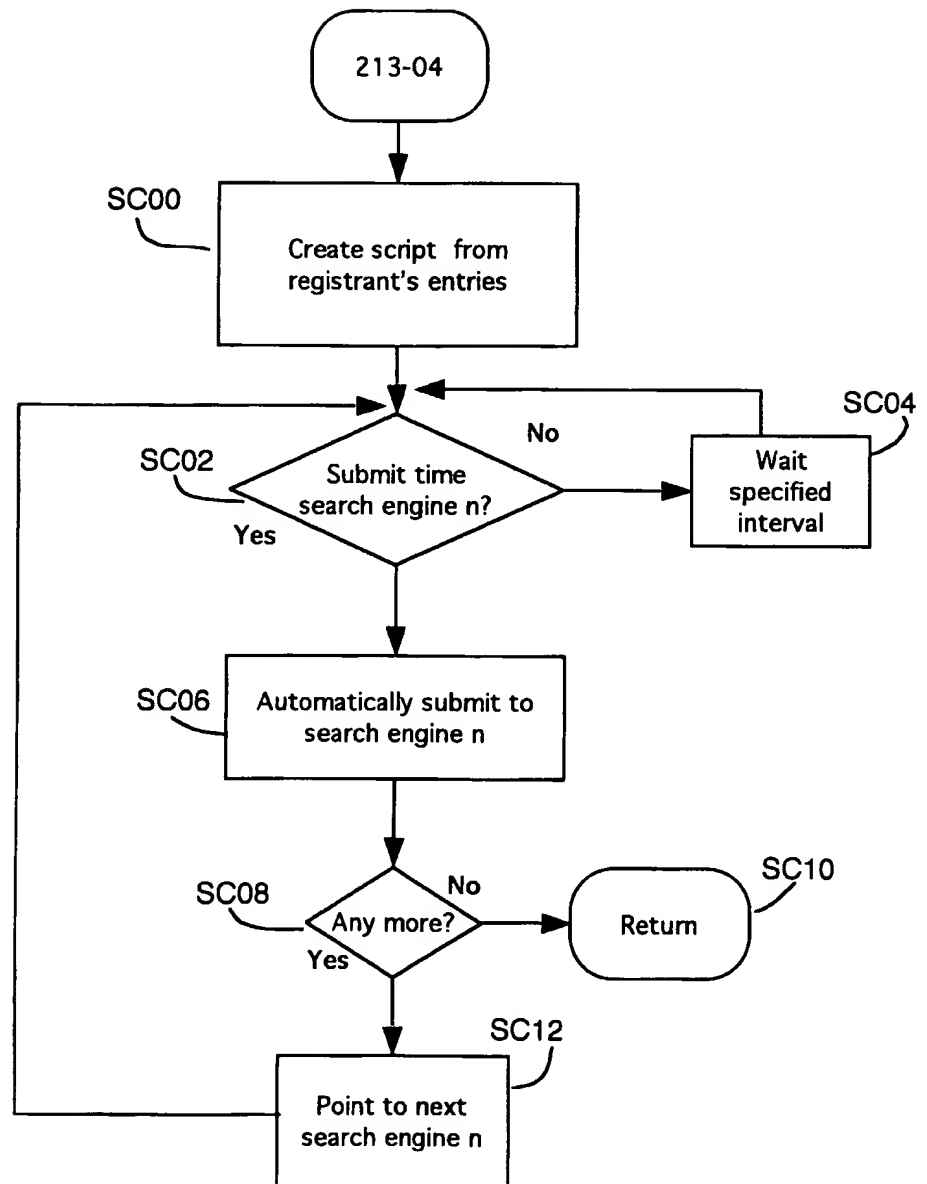 213-04
SC00
Create script from
registrant's entries
No
SC04
SC02
Submit time
search engine n?
Wait
specified
interval
Yes
SC06
Automatically submit to
search engine n
SC08
No
SC10
Any more?
Return
Yes
SC12
Point to next
search engine n